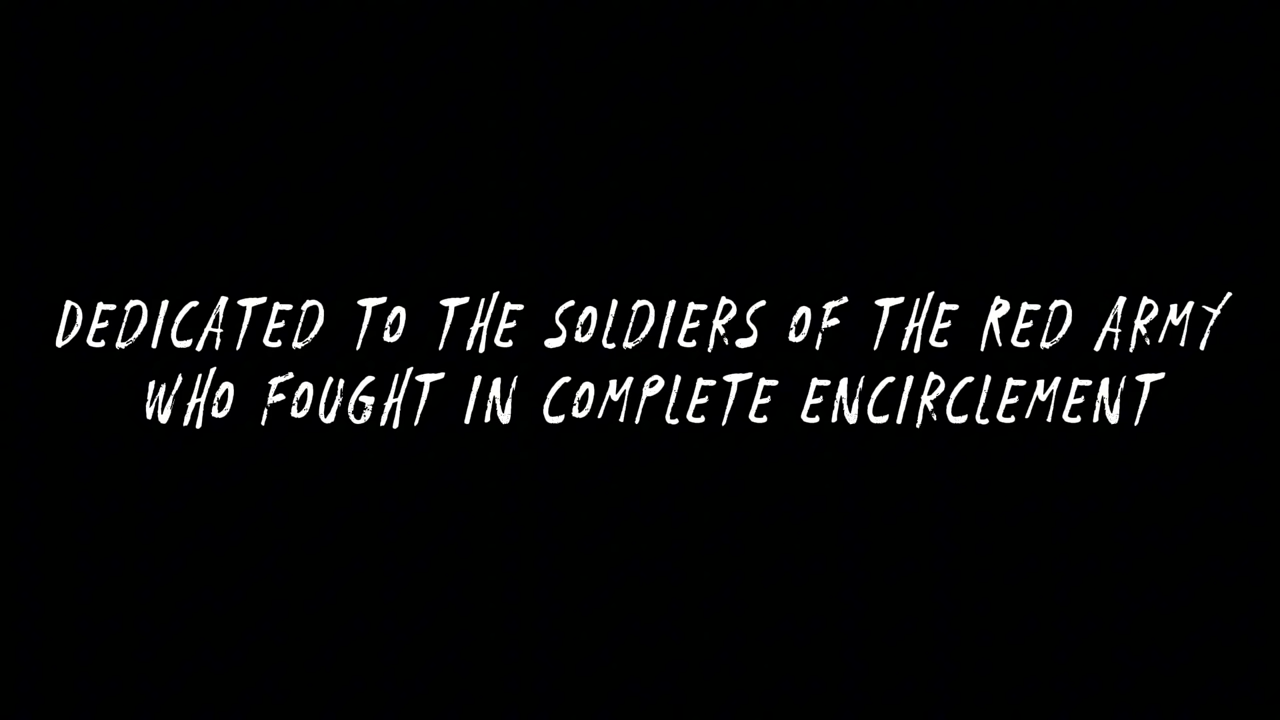 DEDICATED TO THE SOLDIERS OF THE RED ARMY
WHO FOUGHT IN COMPLETE ENCIRCLEMENT